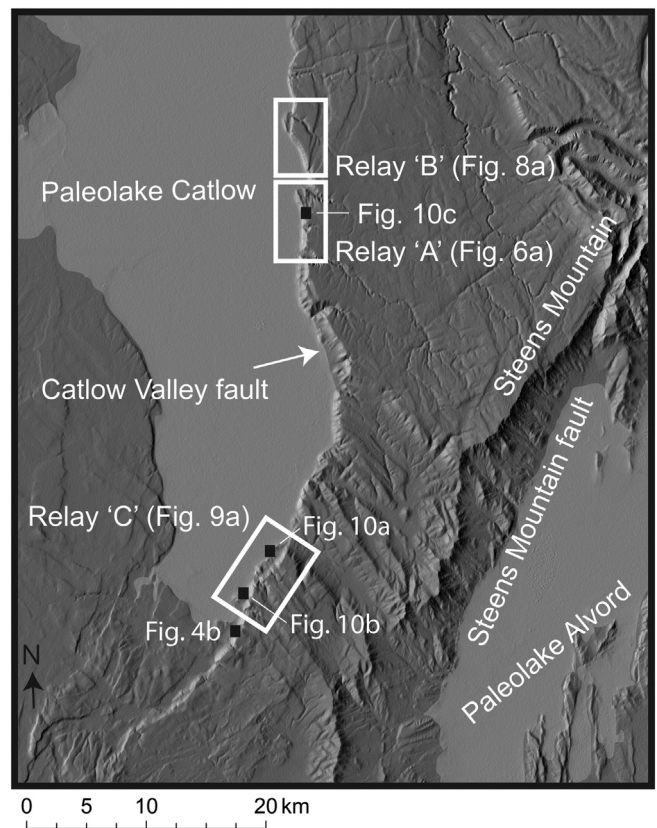 Relay ‘B’ (Fig. 8a)
Paleolake Catlow
Fig. 10c
Relay ‘A’ (Fig. 6a)
Steens Mountain
Catlow Valley fault
Steens Mountain fault
Relay ‘C’ (Fig. 9a)
Fig. 10a
Fig. 10b
Fig. 4b
Paleolake Alvord
N
0 5 10 20 km